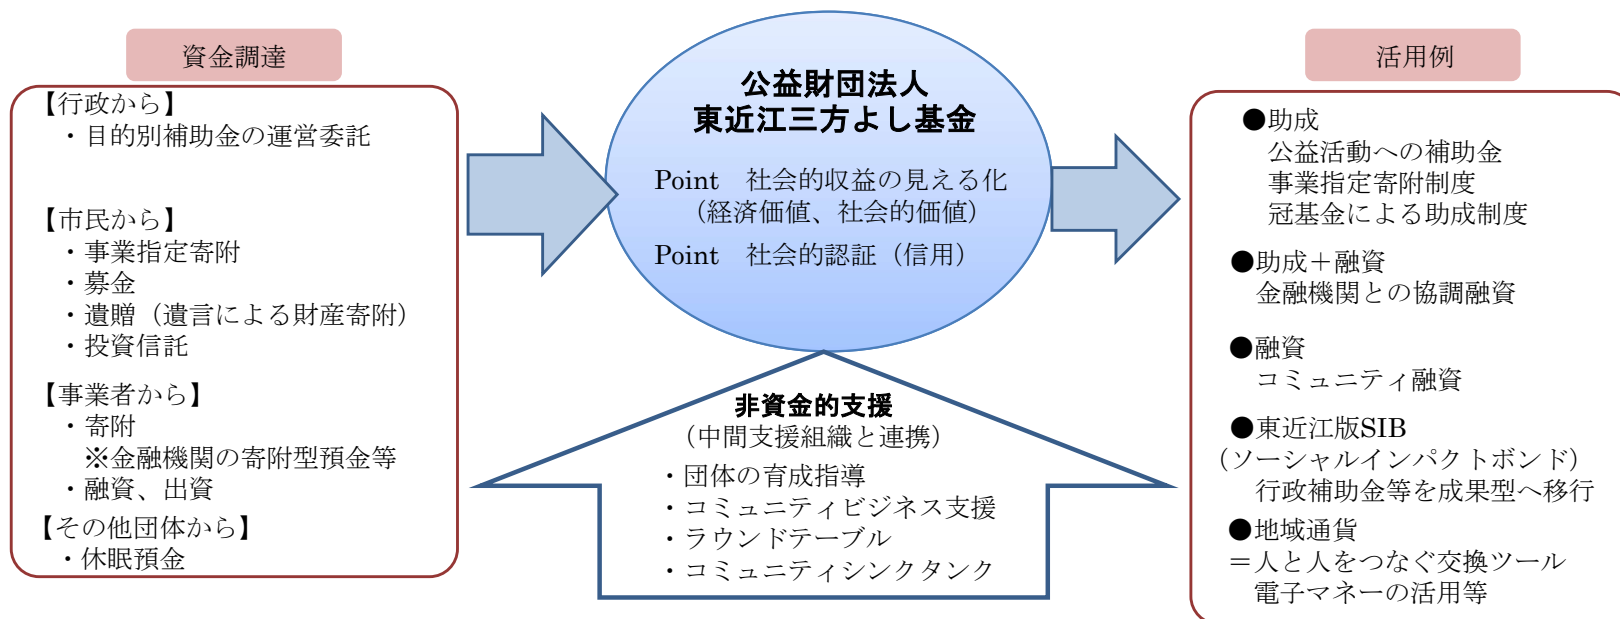 資金調達
【行政から】
・目的別補助金の運営委託
【市民から】
・事業指定寄附
・募金
・遺贈（遺言による財産寄附）
・投資信託
【事業者から】
・寄附
※金融機関の寄附型預金等
・融資、出資
【その他団体から】
・休眠預金
公益財団法人
東近江三方よし基金
Point　社会的収益の見える化
（経済価値、社会的価値）
Point　社会的認証（信用）
非資金的支援
（中間支援組織と連携）
・団体の育成指導
・コミュニティビジネス支援
・ラウンドテーブル
・コミュニティシンクタンク
活用例
●助成
公益活動への補助金
事業指定寄附制度
冠基金による助成制度
●助成＋融資
金融機関との協調融資
●融資
コミュニティ融資
●東近江版SIB
（ソーシャルインパクトボンド）
行政補助金等を成果型へ移行
●地域通貨
＝人と人をつなぐ交換ツール
電子マネーの活用等